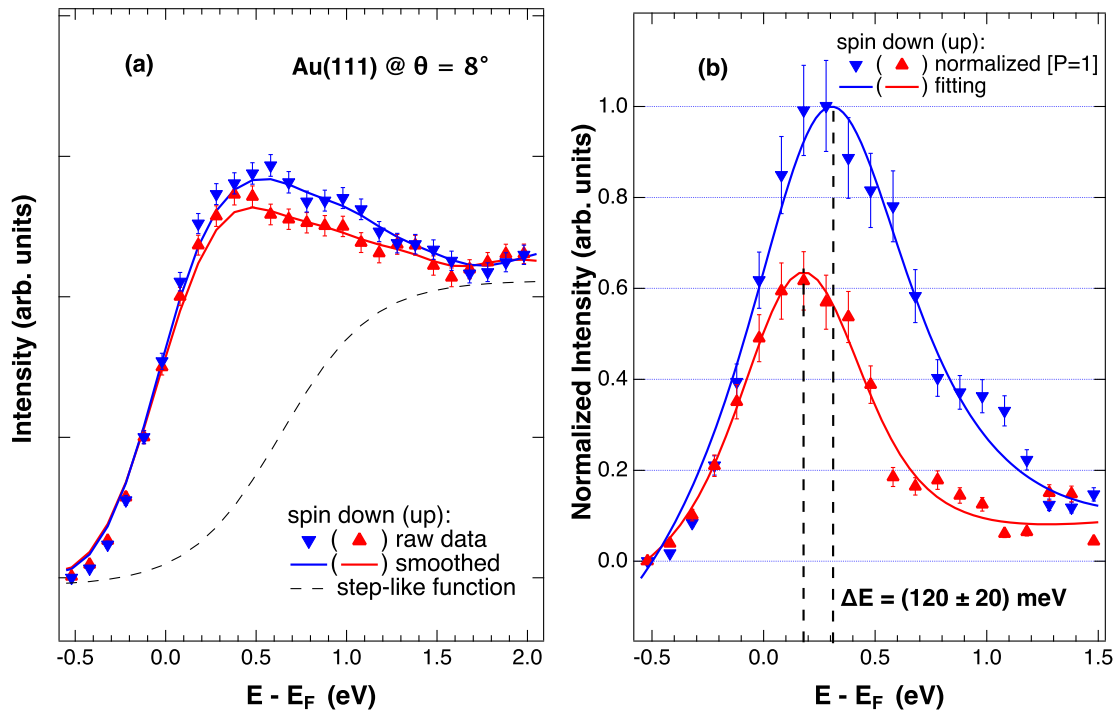 (a)
Au(111) @ θ = 8°
Intensity (arb. units)
spin down (up):
( ) raw data
( ) smoothed
step-like function
-0.5 0.0 0.5 1.0 1.5 2.0
E - EF (eV)
(b)
spin down (up):
( ) normalized [P=1]
( ) fitting
Normalized Intensity (arb. units)
1.0
0.8
0.6
0.4
0.2
0.0
ΔE = (120 ± 20) meV
-0.5 0.0 0.5 1.0 1.5
E - EF (eV)